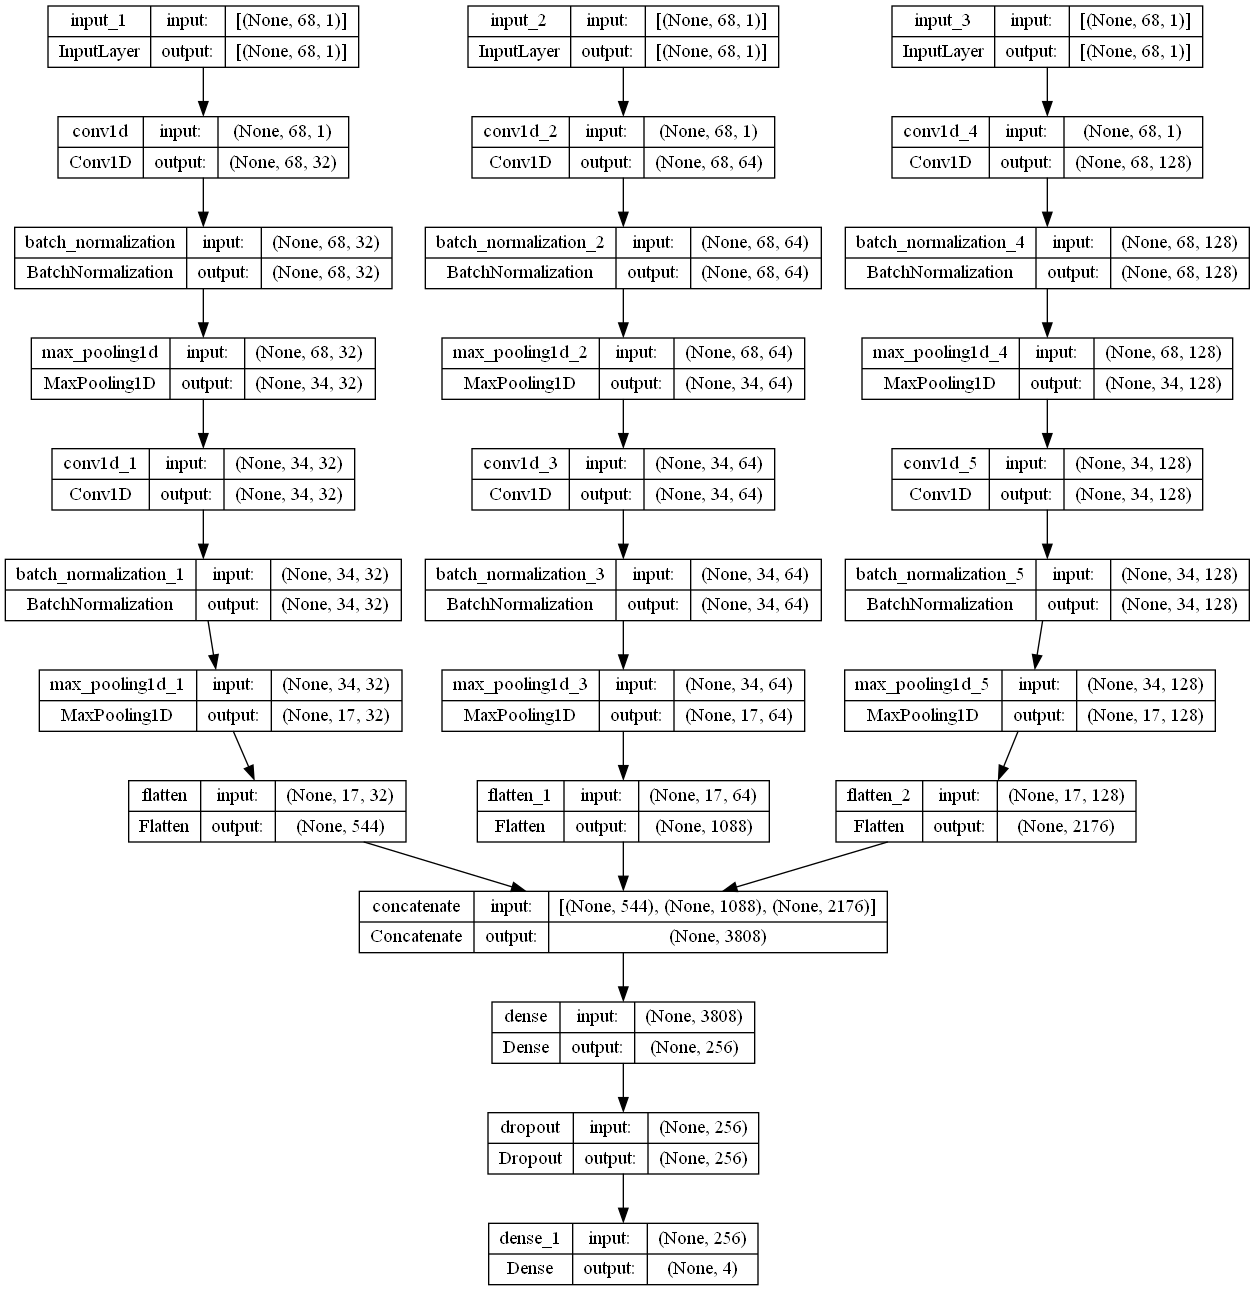 input_1 input: [(None, 68, 1)]
InputLayer output: [(None, 68, 1)]
input_2 input: [(None, 68, 1)]
InputLayer output: [(None, 68, 1)]
input_3 input: [(None, 68, 1)]
InputLayer output: [(None, 68, 1)]
conv1d input: (None, 68, 1)
Conv1D output: (None, 68, 32)
conv1d_2 input: (None, 68, 1)
Conv1D output: (None, 68, 64)
conv1d_4 input: (None, 68, 1)
Conv1D output: (None, 68, 128)
batch_normalization input: (None, 68, 32)
BatchNormalization output: (None, 68, 32)
batch_normalization_2 input: (None, 68, 64)
BatchNormalization output: (None, 68, 64)
batch_normalization_4 input: (None, 68, 128)
BatchNormalization output: (None, 68, 128)
max_pooling1d input: (None, 68, 32)
MaxPooling1D output: (None, 34, 32)
max_pooling1d_2 input: (None, 68, 64)
MaxPooling1D output: (None, 34, 64)
max_pooling1d_4 input: (None, 68, 128)
MaxPooling1D output: (None, 34, 128)
conv1d_1 input: (None, 34, 32)
Conv1D output: (None, 34, 32)
conv1d_3 input: (None, 34, 64)
Conv1D output: (None, 34, 64)
conv1d_5 input: (None, 34, 128)
Conv1D output: (None, 34, 128)
batch_normalization_1 input: (None, 34, 32)
BatchNormalization output: (None, 34, 32)
batch_normalization_3 input: (None, 34, 64)
BatchNormalization output: (None, 34, 64)
batch_normalization_5 input: (None, 34, 128)
BatchNormalization output: (None, 34, 128)
max_pooling1d_1 input: (None, 34, 32)
MaxPooling1D output: (None, 17, 32)
max_pooling1d_3 input: (None, 34, 64)
MaxPooling1D output: (None, 17, 64)
max_pooling1d_5 input: (None, 34, 128)
MaxPooling1D output: (None, 17, 128)
flatten input: (None, 17, 32)
Flatten output: (None, 544)
flatten_1 input: (None, 17, 64)
Flatten output: (None, 1088)
flatten_2 input: (None, 17, 128)
Flatten output: (None, 2176)
concatenate input: [(None, 544), (None, 1088), (None, 2176)]
Concatenate output: (None, 3808)
dense input: (None, 3808)
Dense output: (None, 256)
dropout input: (None, 256)
Dropout output: (None, 256)
dense_1 input: (None, 256)
Dense output: (None, 4)